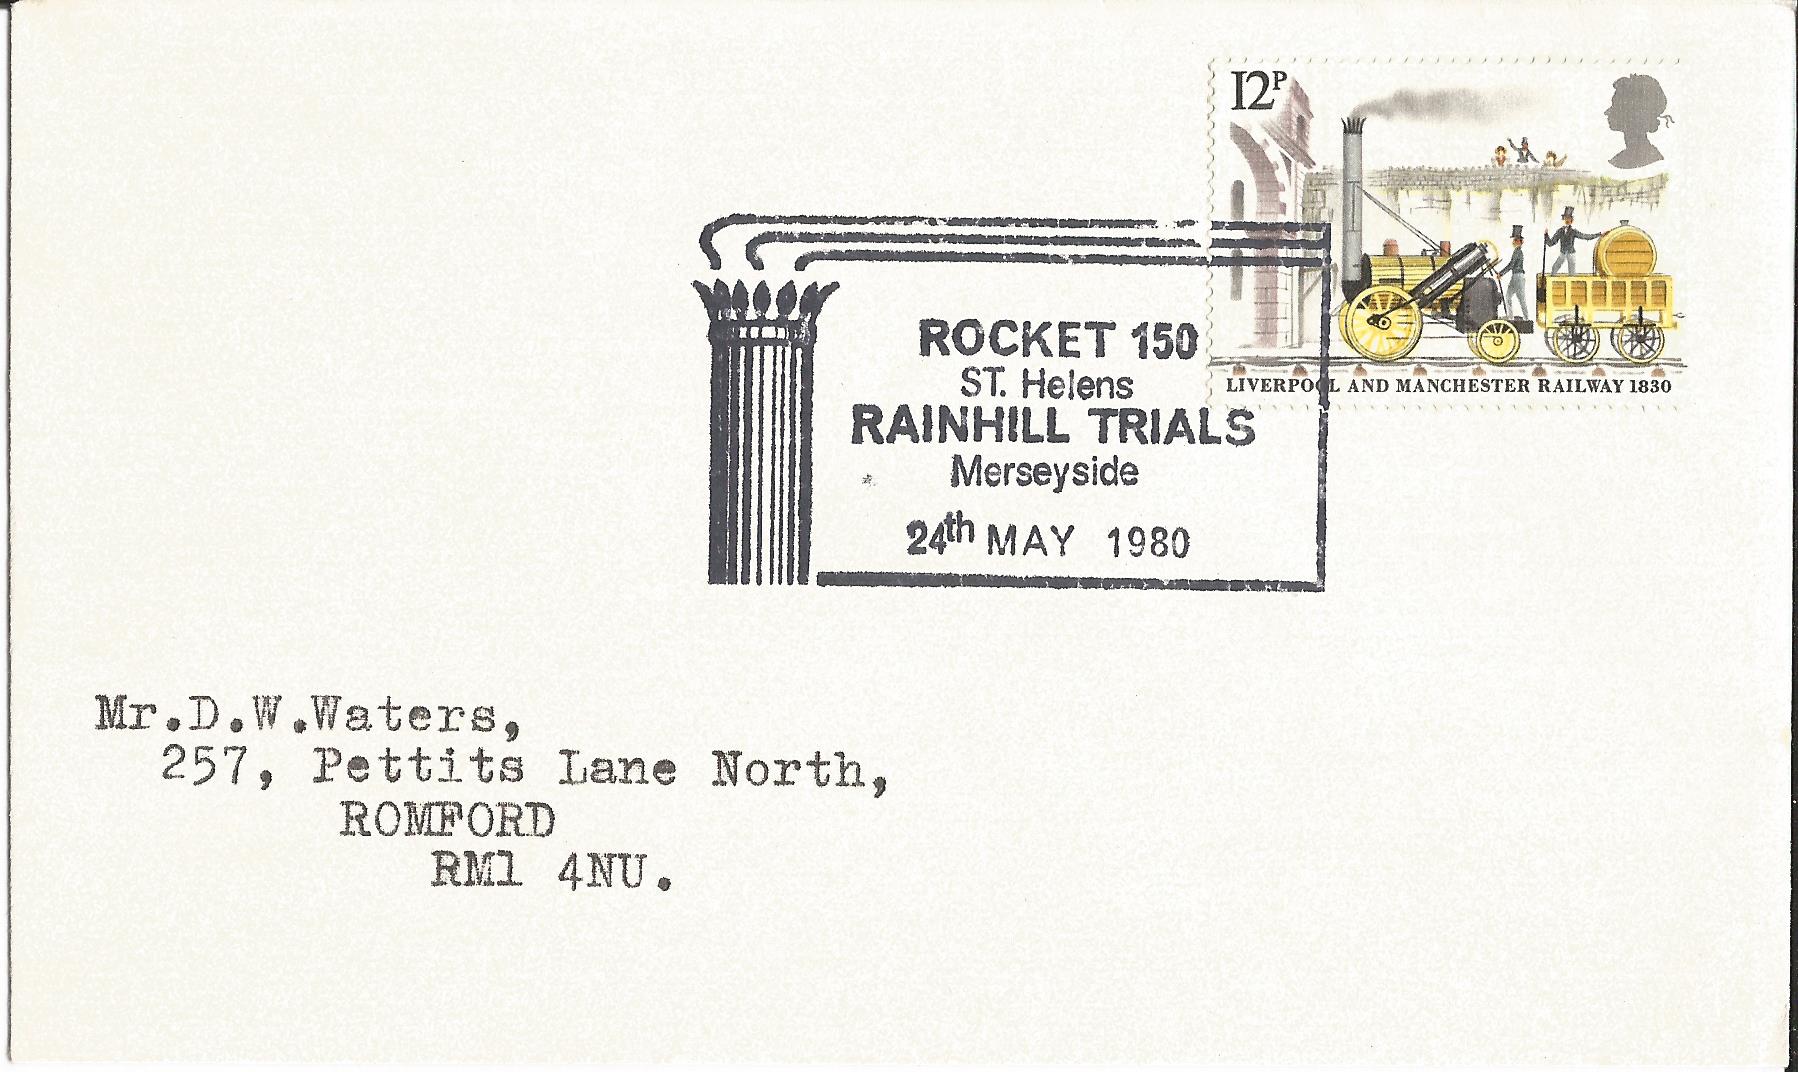 12P
LIVERPOOL AND MANCHESTER RAILWAY 1830
ROCKET 150
ST. Helens
RAINHILL TRIALS
Merseyside
24th MAY 1980
Mr.D.W.Waters,
257, Pettits Lane North,
ROMFORD
RM1 4NU.